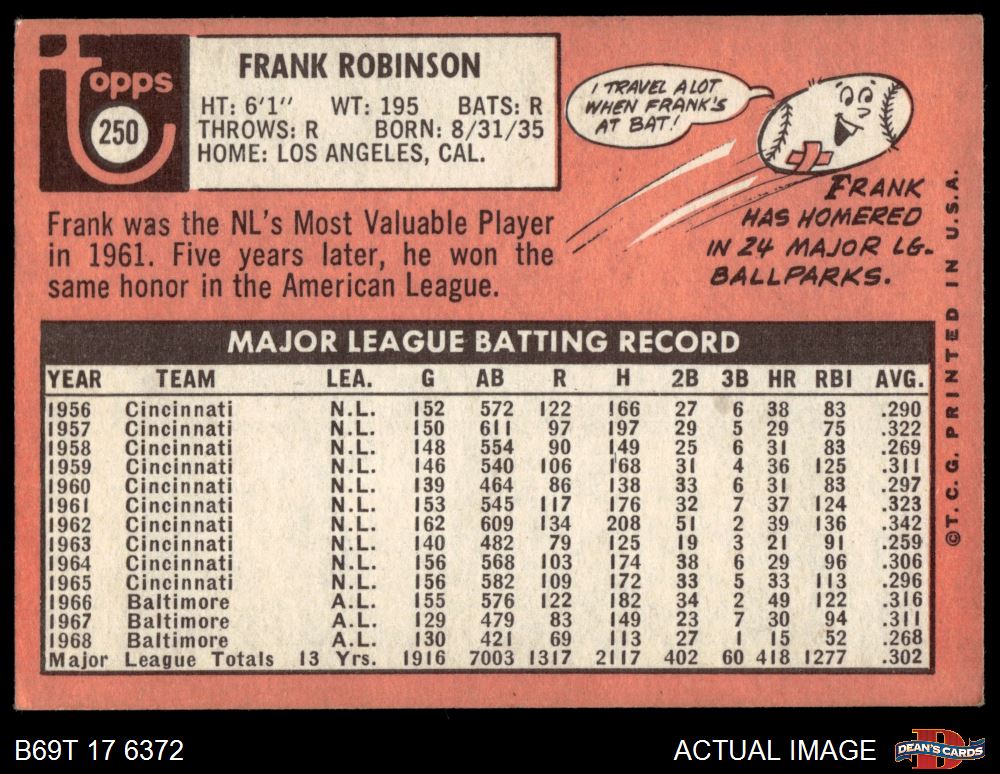 Topps
250
FRANK ROBINSON
HT: 6'1" WT: 195 BATS: R
THROWS: R BORN: 8/31/35
HOME: LOS ANGELES, CAL.
I TRAVEL A LOT
WHEN FRANK'S
AT BAT!
FRANK
HAS HOMERED
IN 24 MAJOR LG.
BALLPARKS.
Frank was the NL's Most Valuable Player
in 1961. Five years later, he won the
same honor in the American League.
MAJOR LEAGUE BATTING RECORD
YEAR TEAM LEA. G AB R H 2B 3B HR RBI AVG.
1956 Cincinnati N.L. 152 572 122 166 27 6 38 83 .290
1957 Cincinnati N.L. 150 611 97 197 29 5 29 75 .322
1958 Cincinnati N.L. 148 554 90 149 25 6 31 83 .269
1959 Cincinnati N.L. 146 540 106 168 31 4 36 125 .311
1960 Cincinnati N.L. 139 464 86 138 33 6 31 83 .297
1961 Cincinnati N.L. 153 545 117 176 32 7 37 124 .323
1962 Cincinnati N.L. 162 609 134 208 51 2 39 136 .342
1963 Cincinnati N.L. 140 482 79 125 19 3 21 91 .259
1964 Cincinnati N.L. 156 568 103 174 38 6 29 96 .306
1965 Cincinnati N.L. 156 582 109 172 33 5 33 113 .296
1966 Baltimore A.L. 155 576 122 182 34 2 49 122 .316
1967 Baltimore A.L. 129 479 83 149 23 7 30 94 .311
1968 Baltimore A.L. 130 421 69 113 27 1 15 52 .268
Major League Totals 13 Yrs. 1916 7003 1317 2117 402 60 418 1277 .302
©T.C.G. PRINTED IN U.S.A.
B69T 17 6372
ACTUAL IMAGE
DEAN'S CARDS